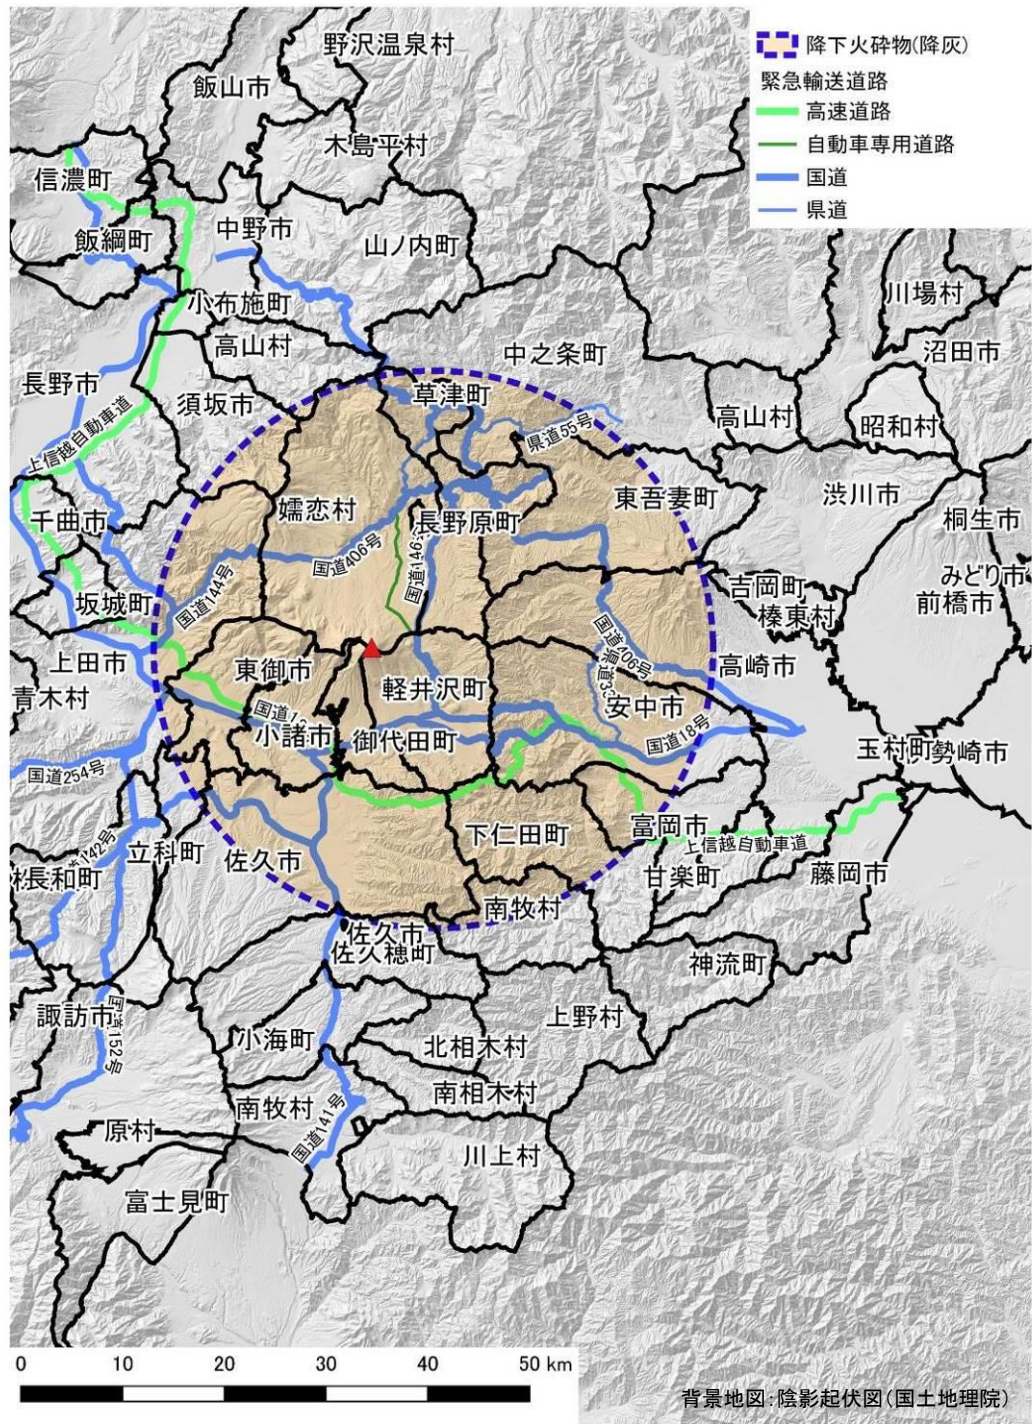 降下火砕物(降灰)
緊急輸送道路
高速道路
自動車専用道路
国道
県道
野沢温泉村
飯山市
木島平村
信濃町
中野市
飯綱町
山ノ内町
川場村
小布施町
高山村
中之条町
沼田市
長野市
須坂市
草津町
高山村
昭和村
上信越自動車道
県道55号
嬬恋村
東吾妻町
渋川市
千曲市
長野原町
桐生市
国道406号
国道146
国道144号
みどり市
坂城町
吉岡町
前橋市
榛東村
上田市
東御市
国道406号
高崎市
青木村
軽井沢町
安中市
小諸市
御代田町
国道18号
玉村町
勢崎市
国道254号
富岡市
下仁田町
上信越自動車道
立科町
佐久市
長和町
甘楽町
藤岡市
南牧村
佐久市
佐久穂町
神流町
諏訪市
国道152号
上野村
小海町
北相木村
南相木村
南牧村
国道141号
原村
川上村
富士見町
0 10 20 30 40 50 km
背景地図:陰影起伏図(国土地理院)